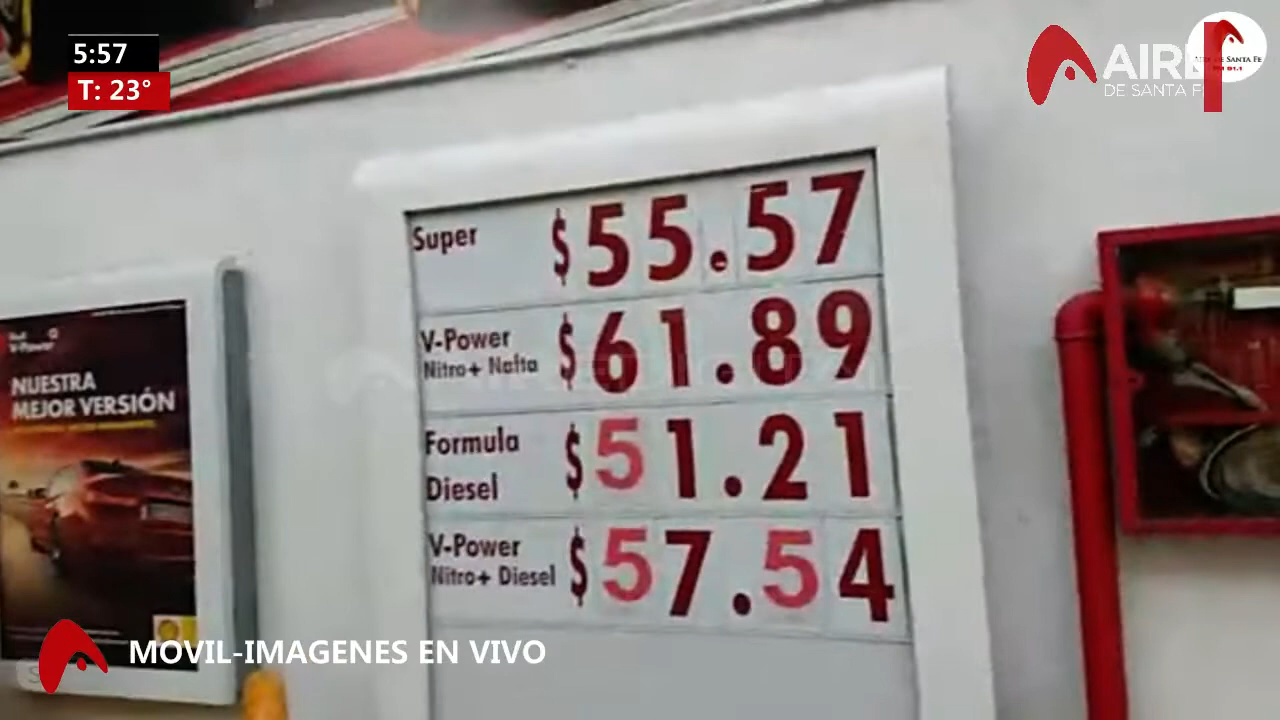 5:57
T: 23°
AIRE
DE SANTA FE
Super $55.57
V-Power
Nitro+ Nafta $61.89
Formula
Diesel $51.21
V-Power
Nitro+ Diesel $57.54
V-Power
NUESTRA
MEJOR VERSIÓN
MOVIL-IMAGENES EN VIVO